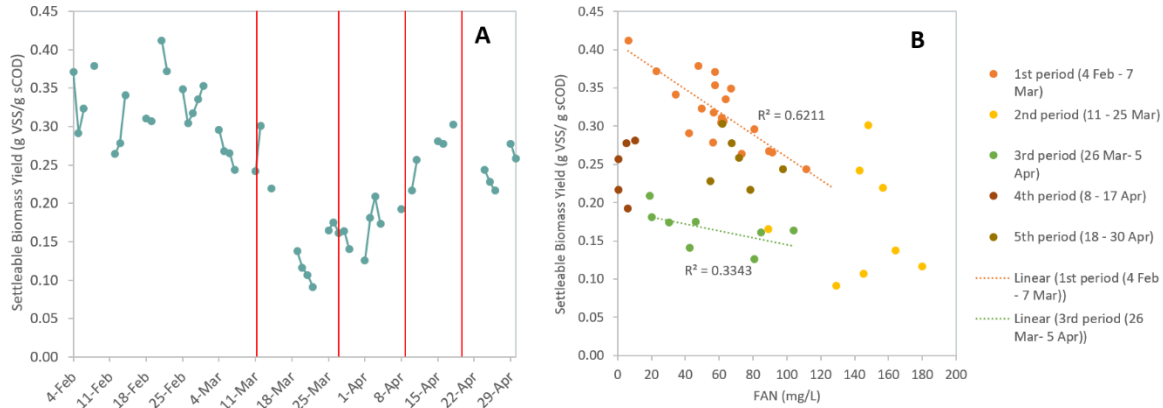 A
Settleable Biomass Yield (g VSS/g sCOD)
0.45
0.40
0.35
0.30
0.25
0.20
0.15
0.10
0.05
0.00
4-Feb
11-Feb
18-Feb
25-Feb
4-Mar
11-Mar
18-Mar
25-Mar
1-Apr
8-Apr
15-Apr
22-Apr
29-Apr
B
Settleable Biomass Yield (g VSS/ g sCOD)
0.45
0.40
0.35
0.30
0.25
0.20
0.15
0.10
0.05
0.00
R² = 0.6211
R² = 0.3343
0 20 40 60 80 100 120 140 160 180 200
FAN (mg/L)
1st period (4 Feb - 7
Mar)
2nd period (11 - 25 Mar)
3rd period (26 Mar- 5
Apr)
4th period (8 - 17 Apr)
5th period (18 - 30 Apr)
Linear (1st period (4 Feb
- 7 Mar))
Linear (3rd period (26
Mar- 5 Apr))